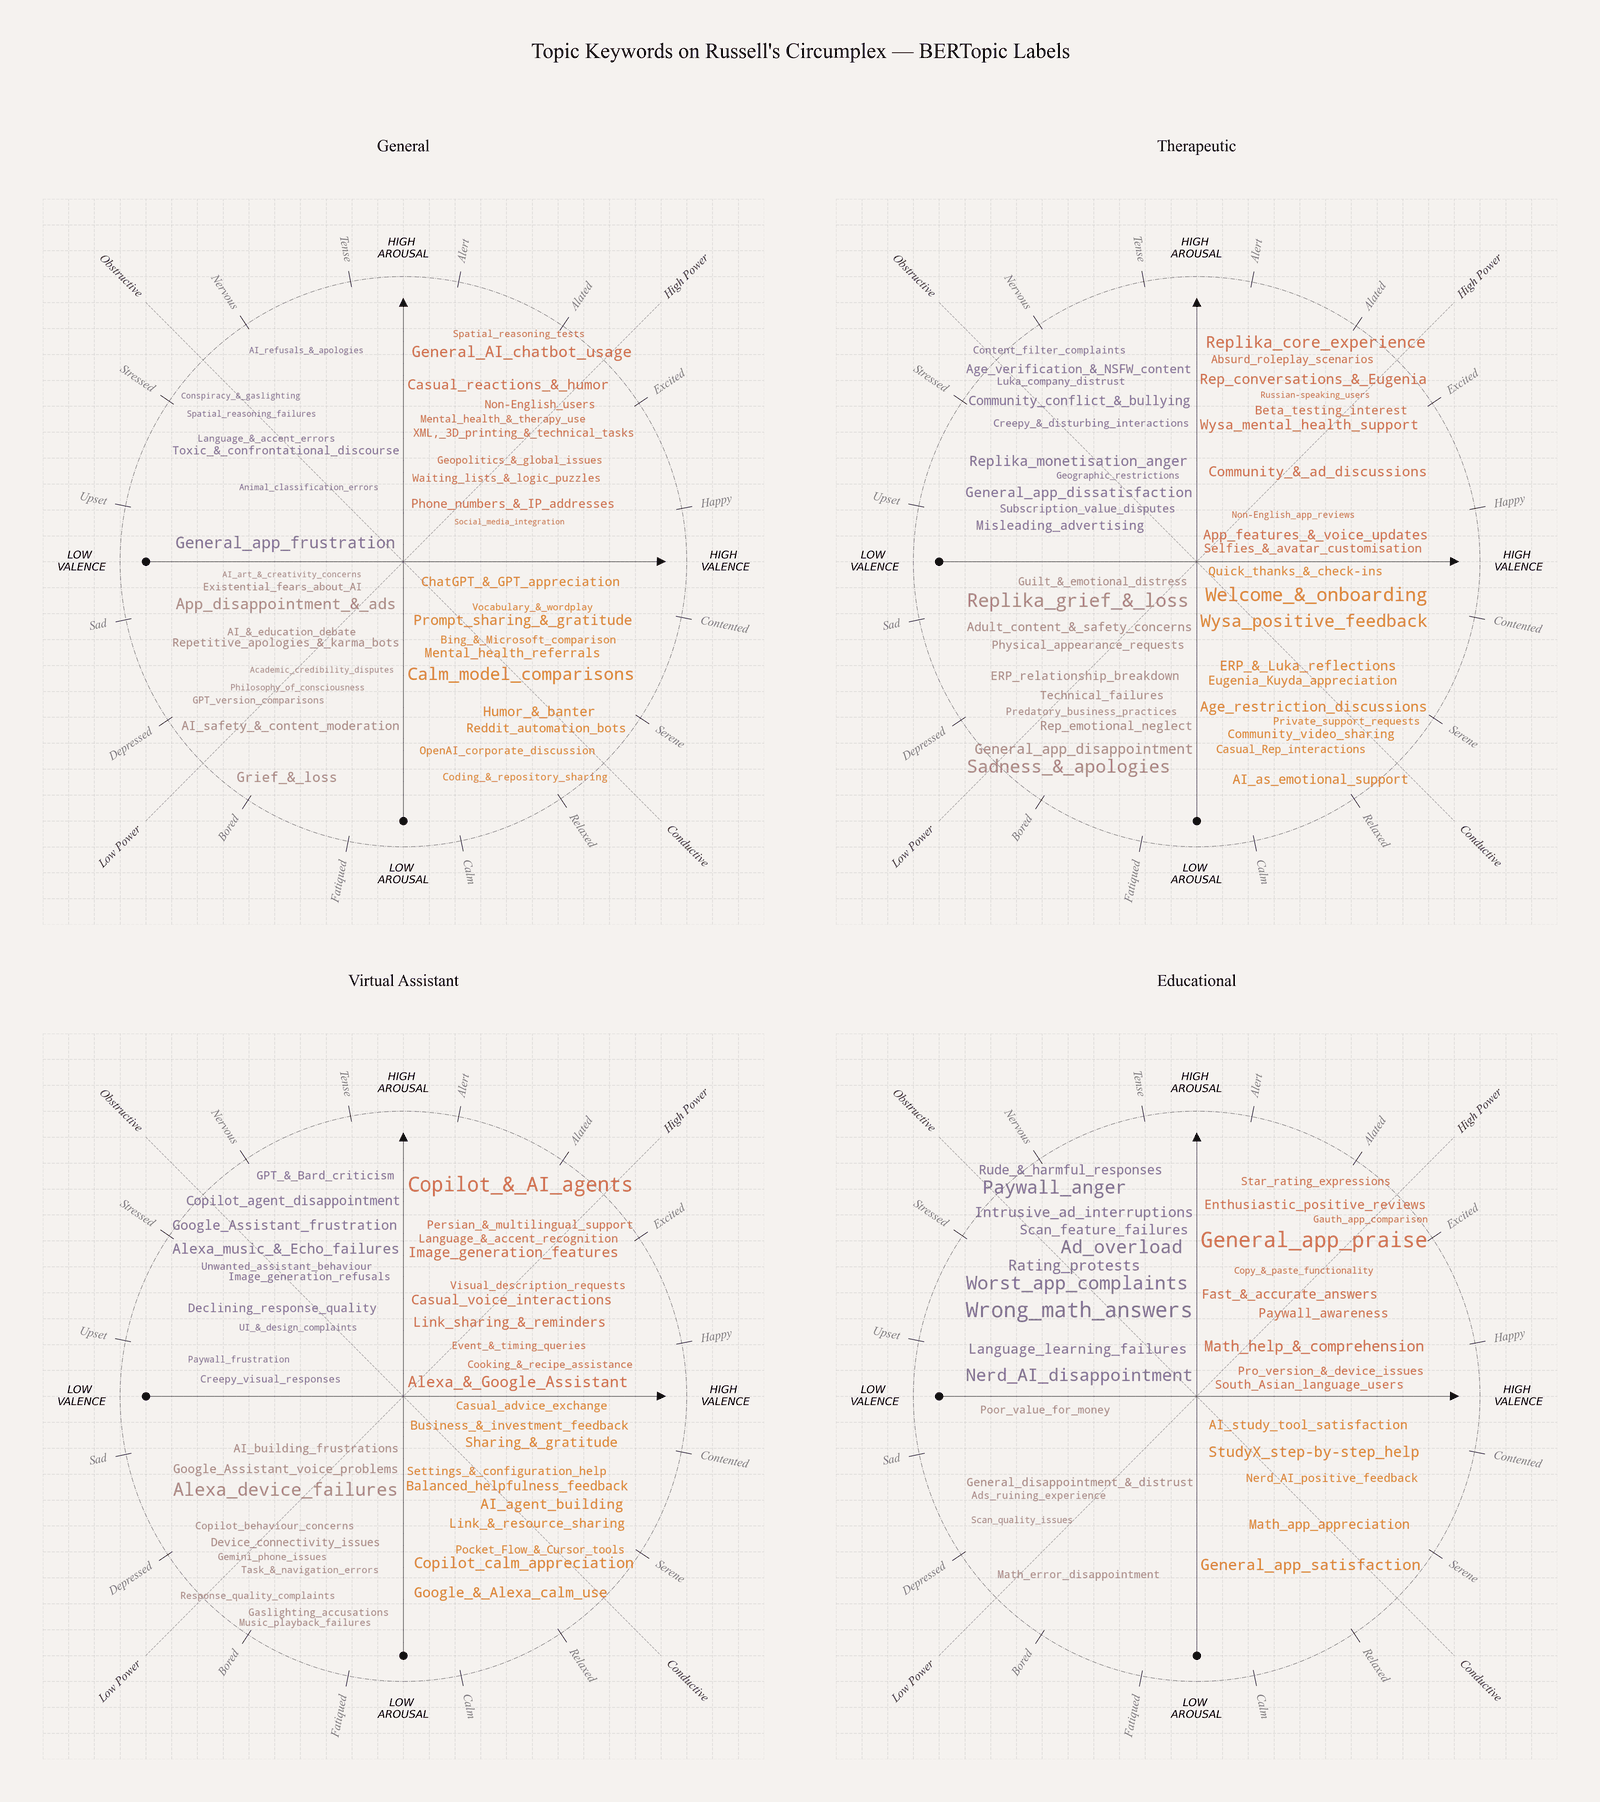 Topic Keywords on Russell's Circumplex — BERTopic Labels
General
HIGH
AROUSAL
Tense
Alert
Obstructive
High Power
Nervous
Alated
Stressed
Excited
Upset
Happy
LOW
VALENCE
HIGH
VALENCE
Sad
Contented
Depressed
Serene
Low Power
Bored
Relaxed
Conductive
Fatiqued
Calm
LOW
AROUSAL
AI_refusals_&_apologies
Conspiracy_&_gaslighting
Spatial_reasoning_failures
Language_&_accent_errors
Toxic_&_confrontational_discourse
Animal_classification_errors
General_app_frustration
Spatial_reasoning_tests
General_AI_chatbot_usage
Casual_reactions_&_humor
Non-English_users
Mental_health_&_therapy_use
XML,_3D_printing_&_technical_tasks
Geopolitics_&_global_issues
Waiting_lists_&_logic_puzzles
Phone_numbers_&_IP_addresses
Social_media_integration
AI_art_&_creativity_concerns
Existential_fears_about_AI
App_disappointment_&_ads
AI_&_education_debate
Repetitive_apologies_&_karma_bots
Academic_credibility_disputes
Philosophy_of_consciousness
GPT_version_comparisons
AI_safety_&_content_moderation
Grief_&_loss
ChatGPT_&_GPT_appreciation
Vocabulary_&_wordplay
Prompt_sharing_&_gratitude
Bing_&_Microsoft_comparison
Mental_health_referrals
Calm_model_comparisons
Humor_&_banter
Reddit_automation_bots
OpenAI_corporate_discussion
Coding_&_repository_sharing
Therapeutic
HIGH
AROUSAL
Tense
Alert
Obstructive
High Power
Nervous
Alated
Stressed
Excited
Upset
Happy
LOW
VALENCE
HIGH
VALENCE
Sad
Contented
Depressed
Serene
Low Power
Bored
Relaxed
Conductive
Fatiqued
Calm
LOW
AROUSAL
Content_filter_complaints
Age_verification_&_NSFW_content
Luka_company_distrust
Community_conflict_&_bullying
Creepy_&_disturbing_interactions
Replika_monetisation_anger
Geographic_restrictions
General_app_dissatisfaction
Subscription_value_disputes
Misleading_advertising
Replika_core_experience
Absurd_roleplay_scenarios
Rep_conversations_&_Eugenia
Russian-speaking_users
Beta_testing_interest
Wysa_mental_health_support
Community_&_ad_discussions
Non-English_app_reviews
App_features_&_voice_updates
Selfies_&_avatar_customisation
Guilt_&_emotional_distress
Replika_grief_&_loss
Adult_content_&_safety_concerns
Physical_appearance_requests
ERP_relationship_breakdown
Technical_failures
Predatory_business_practices
Rep_emotional_neglect
General_app_disappointment
Sadness_&_apologies
Quick_thanks_&_check-ins
Welcome_&_onboarding
Wysa_positive_feedback
ERP_&_Luka_reflections
Eugenia_Kuyda_appreciation
Age_restriction_discussions
Private_support_requests
Community_video_sharing
Casual_Rep_interactions
AI_as_emotional_support
Virtual Assistant
HIGH
AROUSAL
Tense
Alert
Obstructive
High Power
Nervous
Alated
Stressed
Excited
Upset
Happy
LOW
VALENCE
HIGH
VALENCE
Sad
Contented
Depressed
Serene
Low Power
Bored
Relaxed
Conductive
Fatiqued
Calm
LOW
AROUSAL
GPT_&_Bard_criticism
Copilot_agent_disappointment
Google_Assistant_frustration
Alexa_music_&_Echo_failures
Unwanted_assistant_behaviour
Image_generation_refusals
Declining_response_quality
UI_&_design_complaints
Paywall_frustration
Creepy_visual_responses
Copilot_&_AI_agents
Persian_&_multilingual_support
Language_&_accent_recognition
Image_generation_features
Visual_description_requests
Casual_voice_interactions
Link_sharing_&_reminders
Event_&_timing_queries
Cooking_&_recipe_assistance
Alexa_&_Google_Assistant
AI_building_frustrations
Google_Assistant_voice_problems
Alexa_device_failures
Copilot_behaviour_concerns
Device_connectivity_issues
Gemini_phone_issues
Task_&_navigation_errors
Response_quality_complaints
Gaslighting_accusations
Music_playback_failures
Casual_advice_exchange
Business_&_investment_feedback
Sharing_&_gratitude
Settings_&_configuration_help
Balanced_helpfulness_feedback
AI_agent_building
Link_&_resource_sharing
Pocket_Flow_&_Cursor_tools
Copilot_calm_appreciation
Google_&_Alexa_calm_use
Educational
HIGH
AROUSAL
Tense
Alert
Obstructive
High Power
Nervous
Alated
Stressed
Excited
Upset
Happy
LOW
VALENCE
HIGH
VALENCE
Sad
Contented
Depressed
Serene
Low Power
Bored
Relaxed
Conductive
Fatiqued
Calm
LOW
AROUSAL
Rude_&_harmful_responses
Paywall_anger
Intrusive_ad_interruptions
Scan_feature_failures
Ad_overload
Rating_protests
Worst_app_complaints
Wrong_math_answers
Language_learning_failures
Nerd_AI_disappointment
Star_rating_expressions
Enthusiastic_positive_reviews
Gauth_app_comparison
General_app_praise
Copy_&_paste_functionality
Fast_&_accurate_answers
Paywall_awareness
Math_help_&_comprehension
Pro_version_&_device_issues
South_Asian_language_users
Poor_value_for_money
General_disappointment_&_distrust
Ads_ruining_experience
Scan_quality_issues
Math_error_disappointment
AI_study_tool_satisfaction
StudyX_step-by-step_help
Nerd_AI_positive_feedback
Math_app_appreciation
General_app_satisfaction